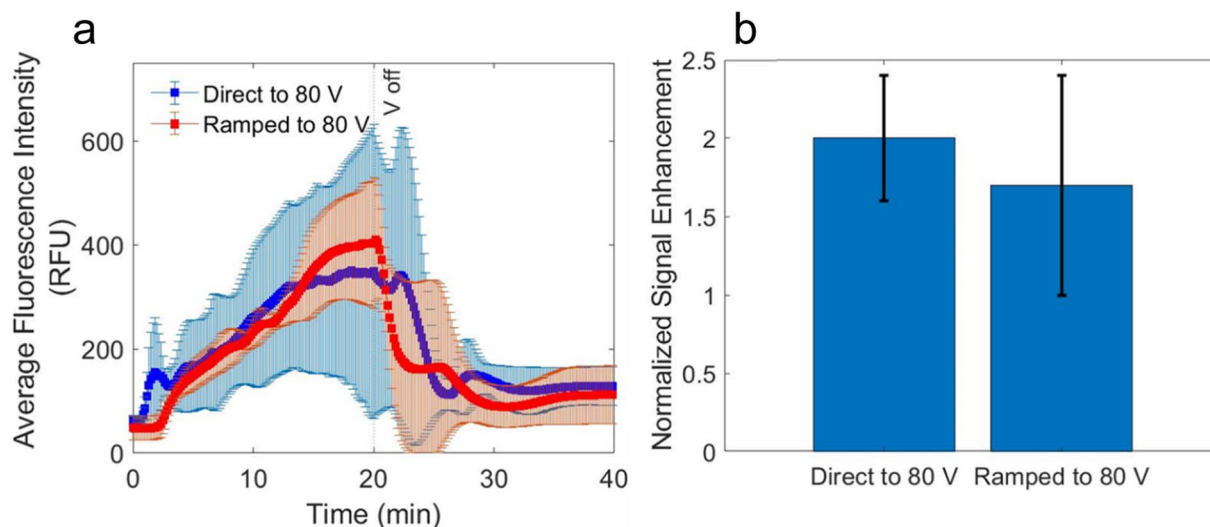 a
Average Fluorescence Intensity
(RFU)
600
400
200
0
Direct to 80 V
Ramped to 80 V
V off
0
10
20
30
40
Time (min)
b
Normalized Signal Enhancement
2.5
2
1.5
1
0.5
0
Direct to 80 V
Ramped to 80 V